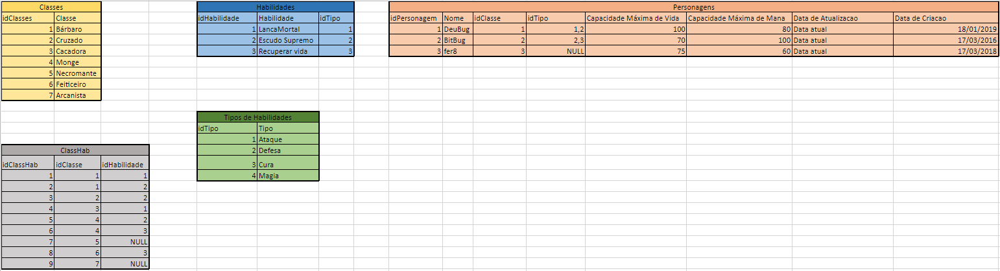 Classes
idClasses Classe
1 Bárbaro
2 Cruzado
3 Cacadora
4 Monge
5 Necromante
6 Feiticeiro
7 Arcanista
Habilidades
idHabilidade Habilidade idTipo
1 LancaMortal 1
2 Escudo Supremo 2
3 Recuperar vida 3
Personagens
idPersonagem Nome idClasse idTipo Capacidade Máxima de Vida Capacidade Máxima de Mana Data de Atualizacao Data de Criacao
1 DeuBug 1 1,2 100 80 Data atual 18/01/2019
2 BitBug 2 2,3 70 100 Data atual 17/03/2016
3 fer8 3 NULL 75 60 Data atual 17/03/2018
Tipos de Habilidades
idTipo Tipo
1 Ataque
2 Defesa
3 Cura
4 Magia
ClassHab
idClassHab idClasse idHabilidade
1 1 1
2 1 2
3 2 2
4 3 1
5 4 2
6 4 3
7 5 NULL
8 6 3
9 7 NULL